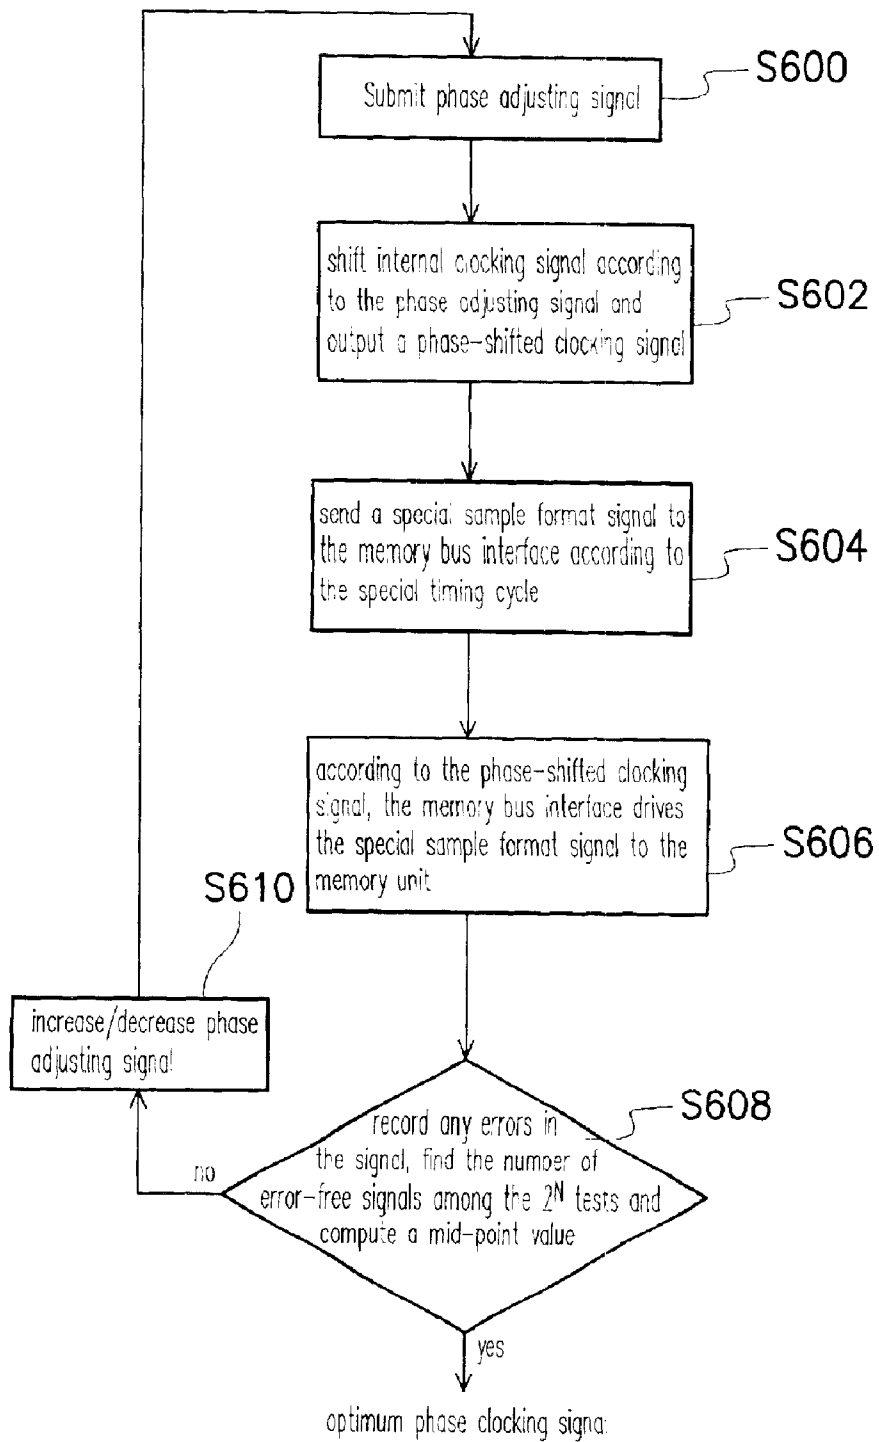 S600
Submit phase adjusting signal
shift internal clocking signal according
to the phase adjusting signal and
output a phase-shifted clocking signal
S602
send a special sample format signal to
the memory bus interface according to
the special timing cycle
S604
according to the phase-shifted clocking
signal, the memory bus interface drives
the special sample format signal to the
memory unit
S606
S610
increase/decrease phase
adjusting signal
S608
record any errors in
the signal, find the number of
error-free signals among the 2^N tests and
compute a mid-point value
no
yes
optimum phase clocking signal